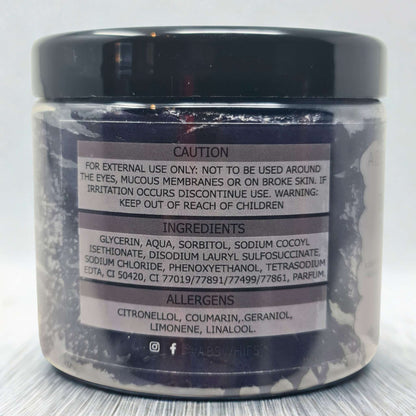 CAUTION
FOR EXTERNAL USE ONLY: NOT TO BE USED AROUND
THE EYES, MUCOUS MEMBRANES OR ON BROKE SKIN. IF
IRRITATION OCCURS DISCONTINUE USE. WARNING:
KEEP OUT OF REACH OF CHILDREN
INGREDIENTS
GLYCERIN, AQUA, SORBITOL, SODIUM COCOYL
ISETHIONATE, DISODIUM LAURYL SULFOSUCCINATE,
SODIUM CHLORIDE, PHENOXYETHANOL, TETRASODIUM
EDTA, CI 50420, CI 77019/77891/77499/77861, PARFUM.
ALLERGENS
CITRONELLOL, COUMARIN,.GERANIOL,
LIMONENE, LINALOOL.